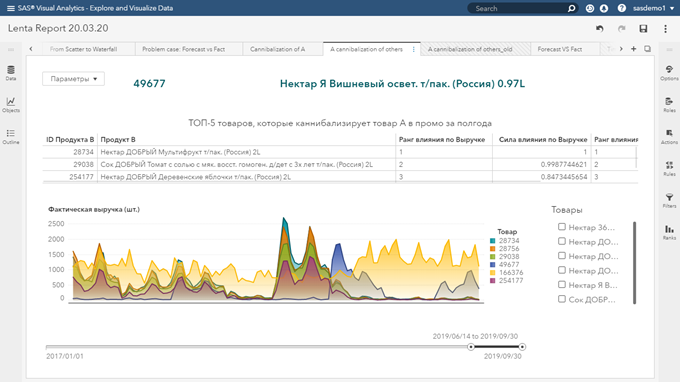 SAS® Visual Analytics - Explore and Visualize Data
Search
sasdemo1
Lenta Report 20.03.20
From Scatter to Waterfall
Problem case: Forecast vs Fact
Cannibalization of A
A cannibalization of others
A cannibalization of others_old
Forecast VS Fact
Параметры
49677
Нектар Я Вишневый освет. т/пак. (Россия) 0.97L
Data
Objects
Outline
Options
Roles
Actions
Rules
Filters
Ranks
ТОП-5 товаров, которые каннибализирует товар А в промо за полгода
ID Продукта B Продукт B Ранг влияния по Выручке Сила влияния по Выручке Ранг влияния по
28734 Нектар ДОБРЫЙ Мультифрукт т/пак. (Россия) 2L 1 1 1
29038 Сок ДОБРЫЙ Томат с солью с мяк. восст. гомоген. д/дет с 3х лет т/пак. (Россия) 2L 2 0.9987744621 2
254177 Нектар ДОБРЫЙ Деревенские яблочки т/пак. (Россия) 2L 3 0.8473445654 3
Фактическая выручка (шт.)
2500
2000
1500
1000
500
0
Товар
28734
28756
29038
49677
166376
254177
Товары
Нектар 36...
Нектар ДО...
Нектар ДО...
Нектар ДО...
Нектар Я В...
Сок ДОБР...
2019/06/14 to 2019/09/30
2017/01/01
2019/09/30